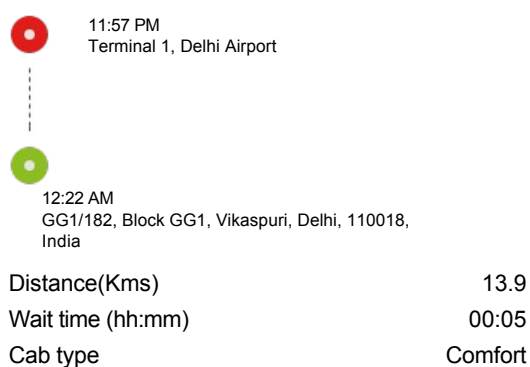 11:57 PM
Terminal 1, Delhi Airport
12:22 AM
GG1/182, Block GG1, Vikaspuri, Delhi, 110018,
India
Distance(Kms) 13.9
Wait time (hh:mm) 00:05
Cab type Comfort